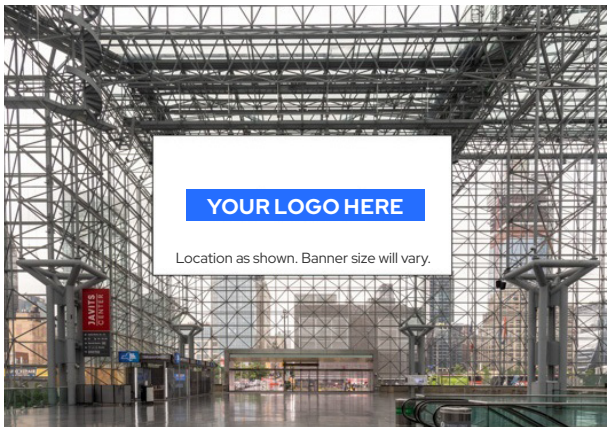 YOUR LOGO HERE
Location as shown. Banner size will vary.
JAVITS
CENTER